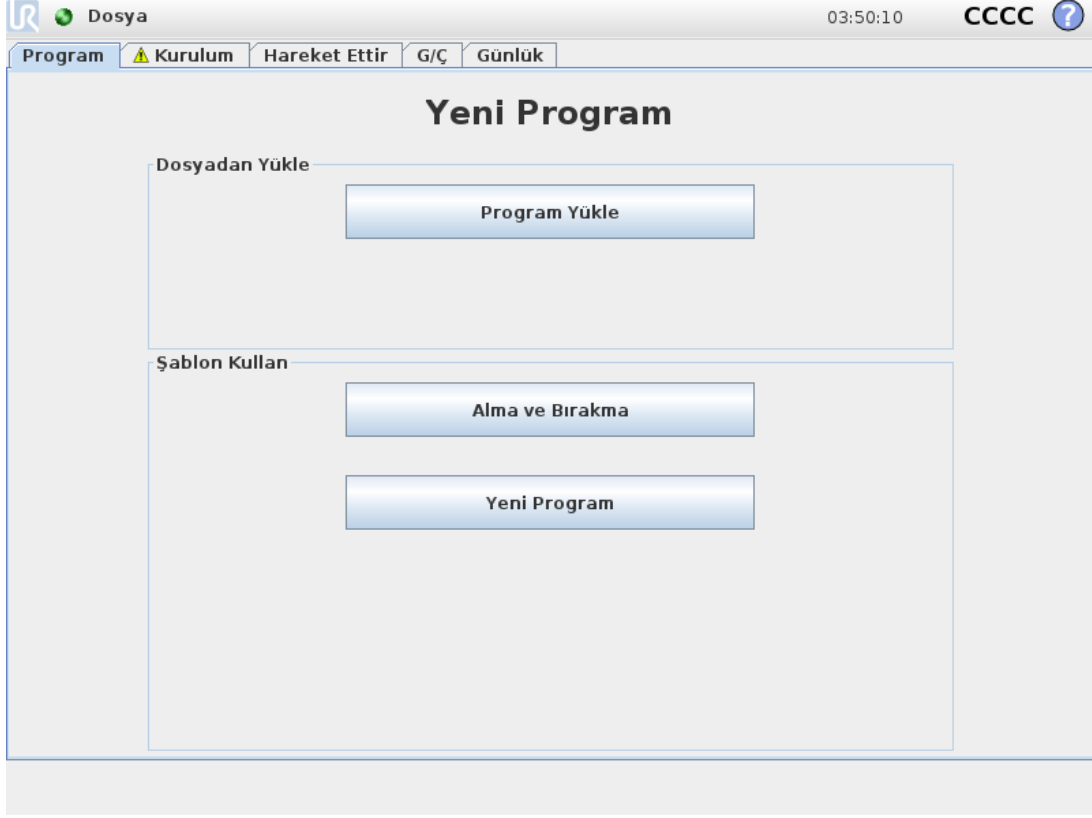 UR Dosya 03:50:10 CCCC ?
Program Kurulum Hareket Ettir G/Ç Günlük
Yeni Program
Dosyadan Yükle
Program Yükle
Şablon Kullan
Alma ve Bırakma
Yeni Program